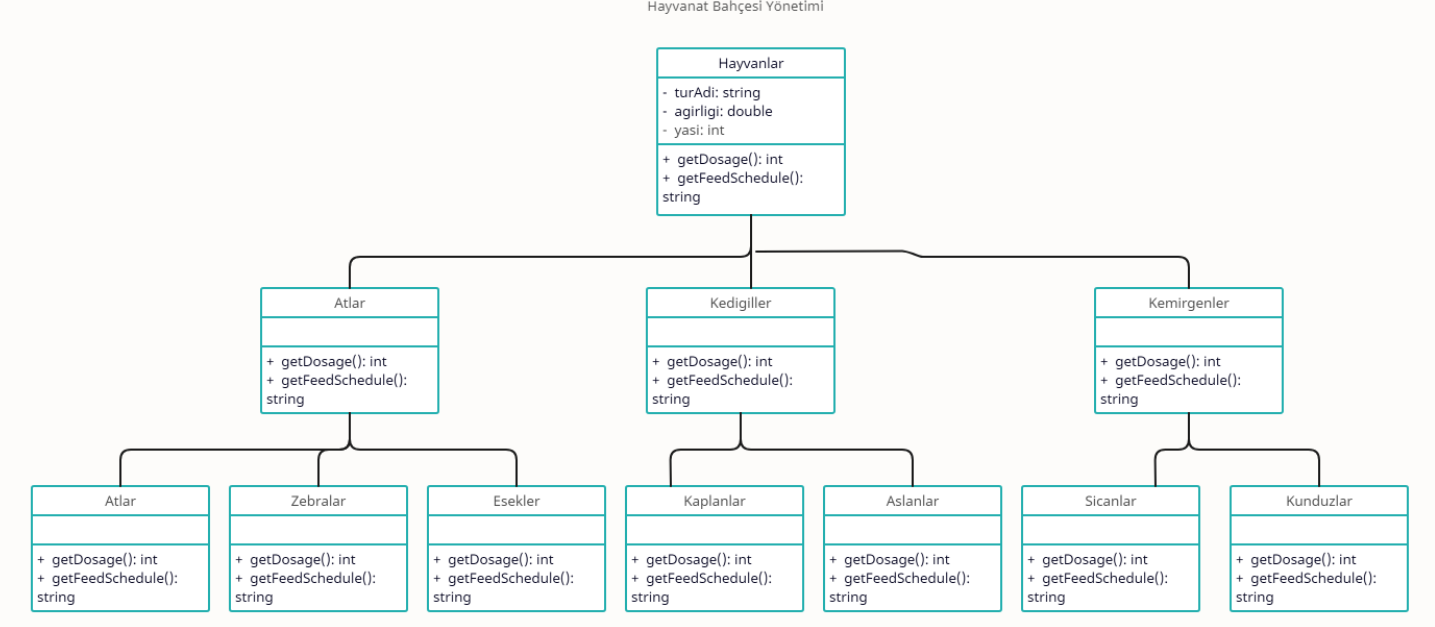 Hayvanat Bahçesi Yönetimi
Hayvanlar
- turAdi: string
- agirligi: double
- yasi: int
+ getDosage(): int
+ getFeedSchedule():
string
Atlar
+ getDosage(): int
+ getFeedSchedule():
string
Kedigiller
+ getDosage(): int
+ getFeedSchedule():
string
Kemirgenler
+ getDosage(): int
+ getFeedSchedule():
string
Atlar
+ getDosage(): int
+ getFeedSchedule():
string
Zebralar
+ getDosage(): int
+ getFeedSchedule():
string
Esekler
+ getDosage(): int
+ getFeedSchedule():
string
Kaplanlar
+ getDosage(): int
+ getFeedSchedule():
string
Aslanlar
+ getDosage(): int
+ getFeedSchedule():
string
Sicanlar
+ getDosage(): int
+ getFeedSchedule():
string
Kunduzlar
+ getDosage(): int
+ getFeedSchedule():
string